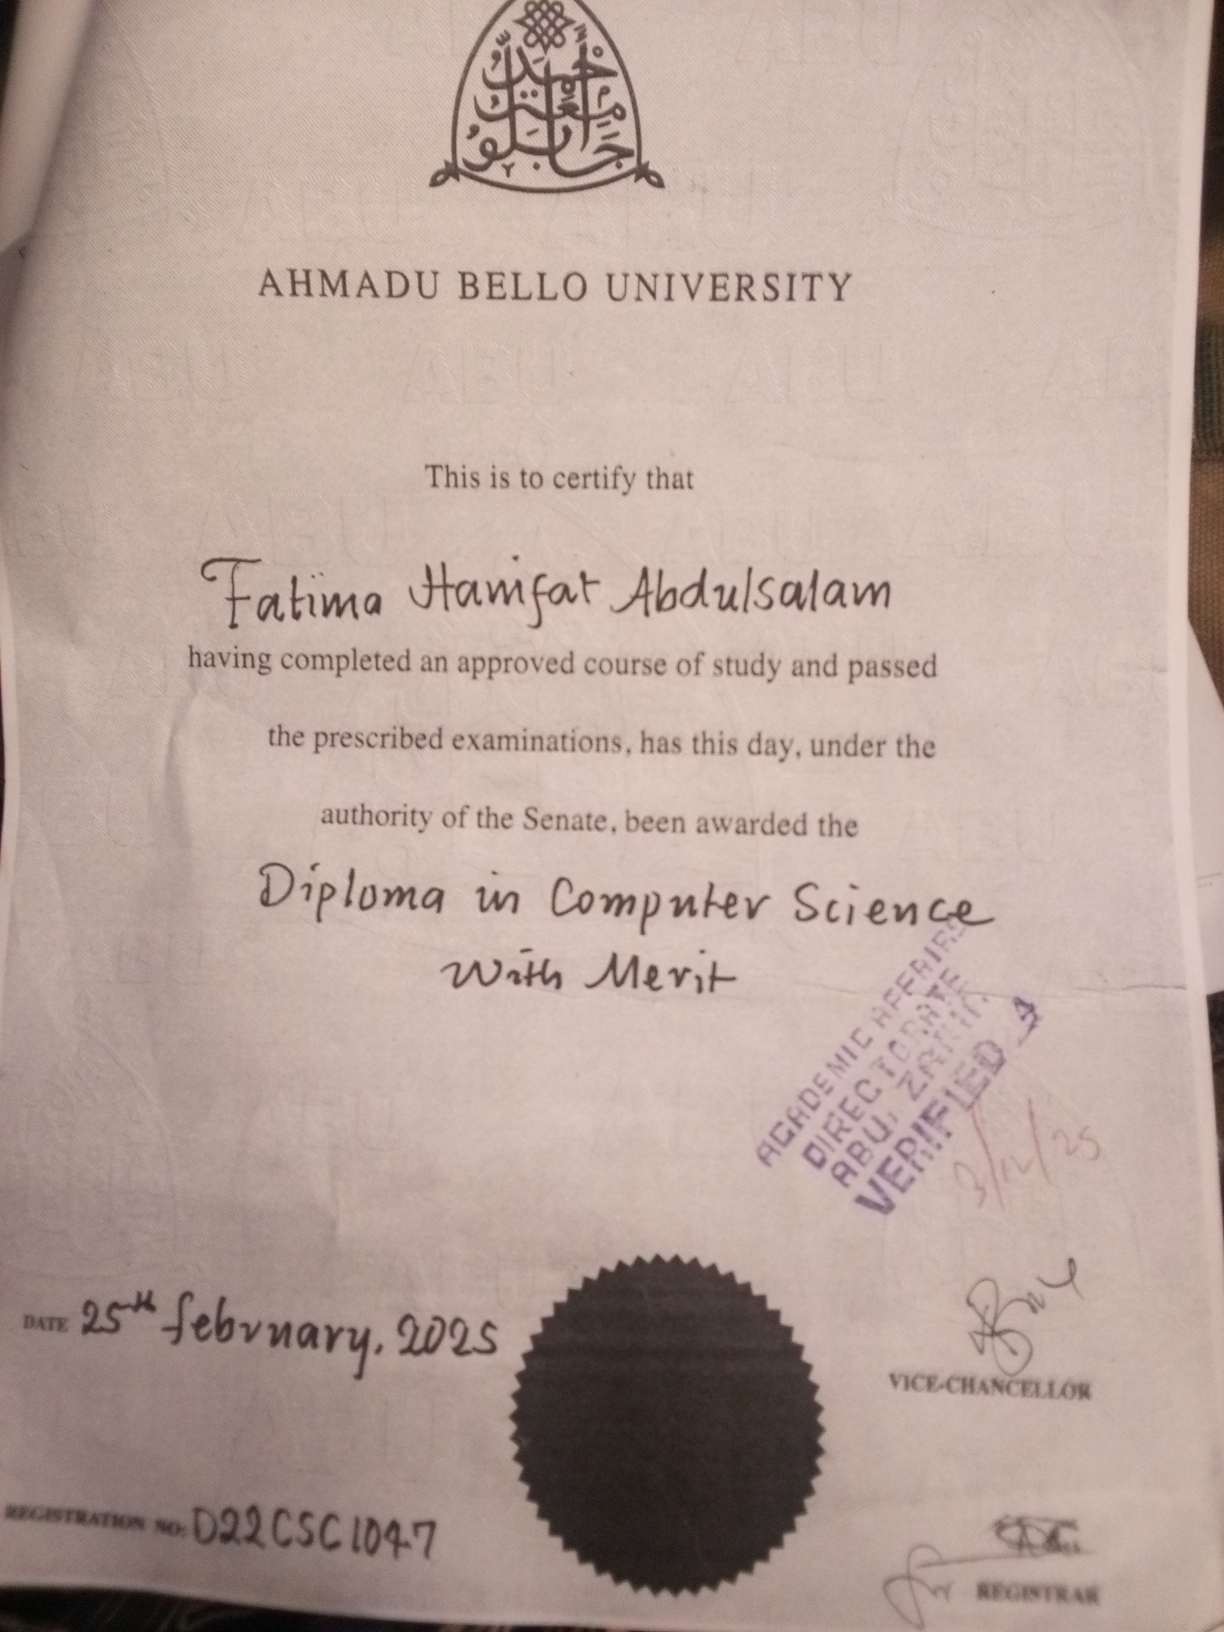 جامعة
أحمد
بللو
AHMADU BELLO UNIVERSITY
This is to certify that
Fatima Hanifat Abdulsalam
having completed an approved course of study and passed
the prescribed examinations, has this day, under the
authority of the Senate, been awarded the
Diploma in Computer Science
With Merit
ACADEMIC AFFAIRS
DIRECTORATE
ABU, ZARIA
VERIFIED
3/12/25
DATE 25th february, 2025
VICE-CHANCELLOR
REGISTRATION NO: D22CSC1047
REGISTRAR